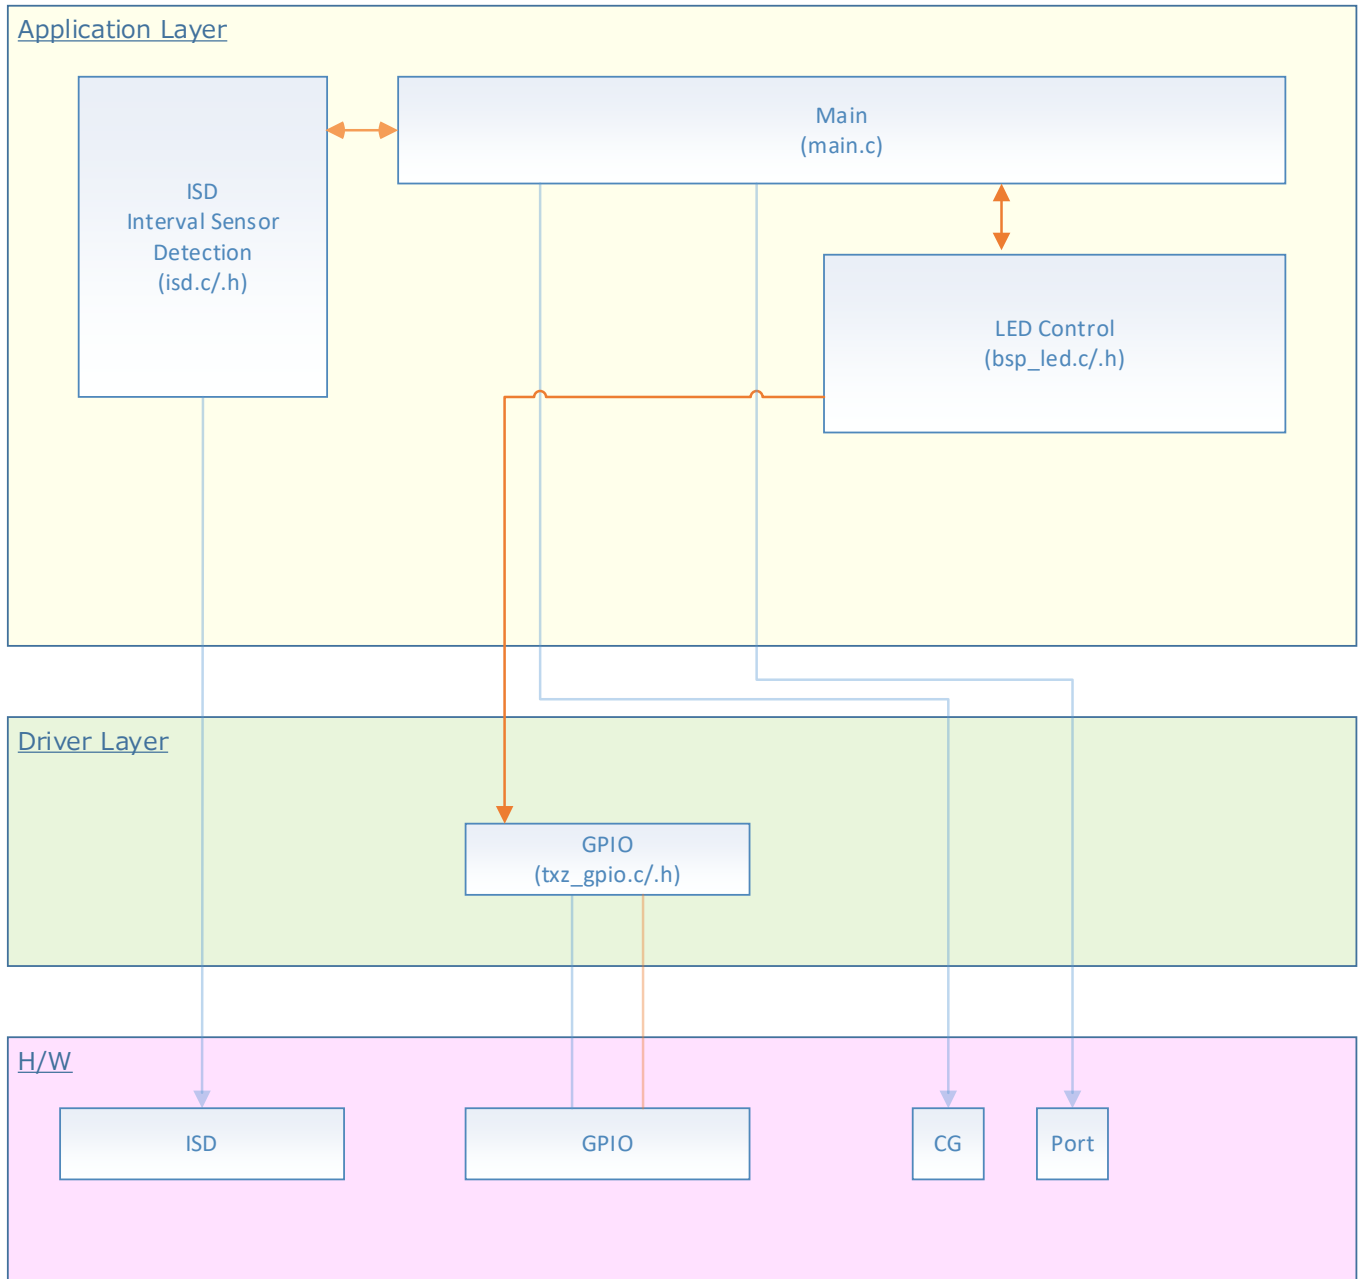 Application Layer
Main
(main.c)
ISD
Interval Sensor
Detection
(isd.c/.h)
LED Control
(bsp_led.c/.h)
Driver Layer
GPIO
(txz_gpio.c/.h)
H/W
ISD
GPIO
CG
Port